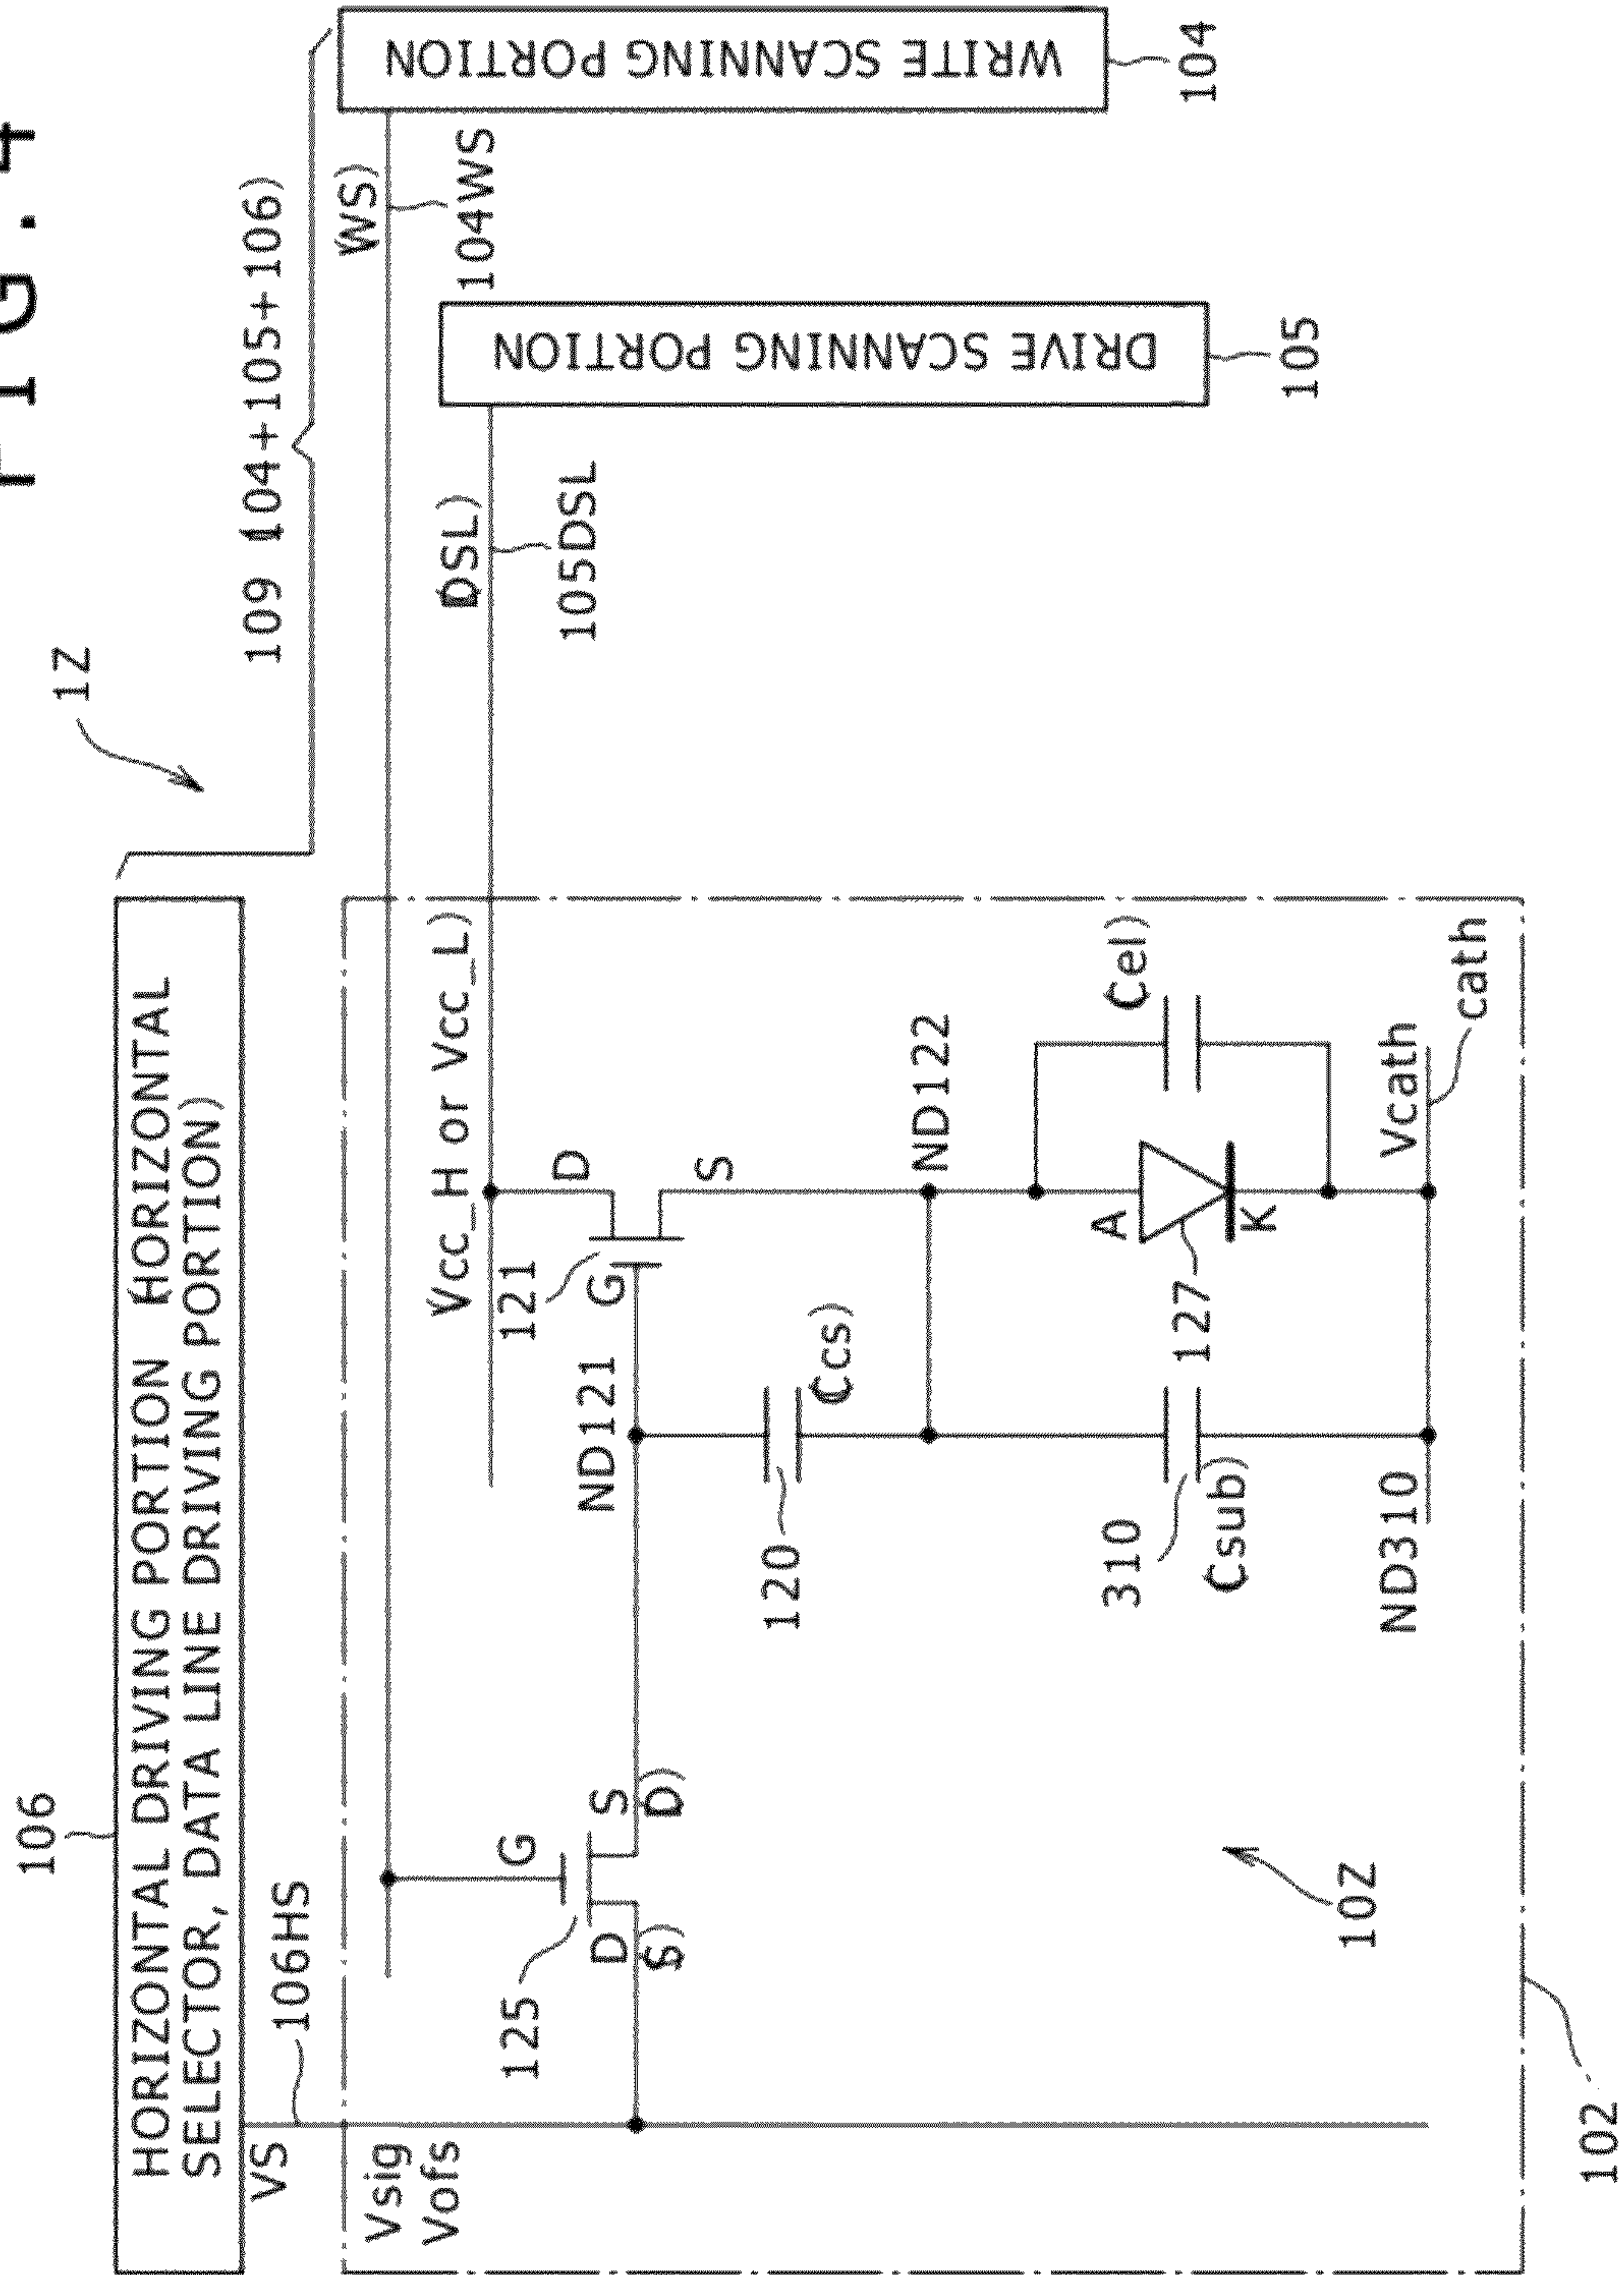 FIG. 4
1Z
106
HORIZONTAL DRIVING PORTION (HORIZONTAL
SELECTOR, DATA LINE DRIVING PORTION)
109 (104+105+106)
VS
106HS
(WS)
104WS
WRITE SCANNING PORTION
104
(DSL)
105DSL
DRIVE SCANNING PORTION
105
Vsig
Vofs
(Vcc_H or Vcc_L)
125
G
D
(S)
S
(D)
ND121
121
G
D
S
120
(Ccs)
ND122
310
(Csub)
127
A
K
(Cel)
ND310
Vcath
cath
10Z
102